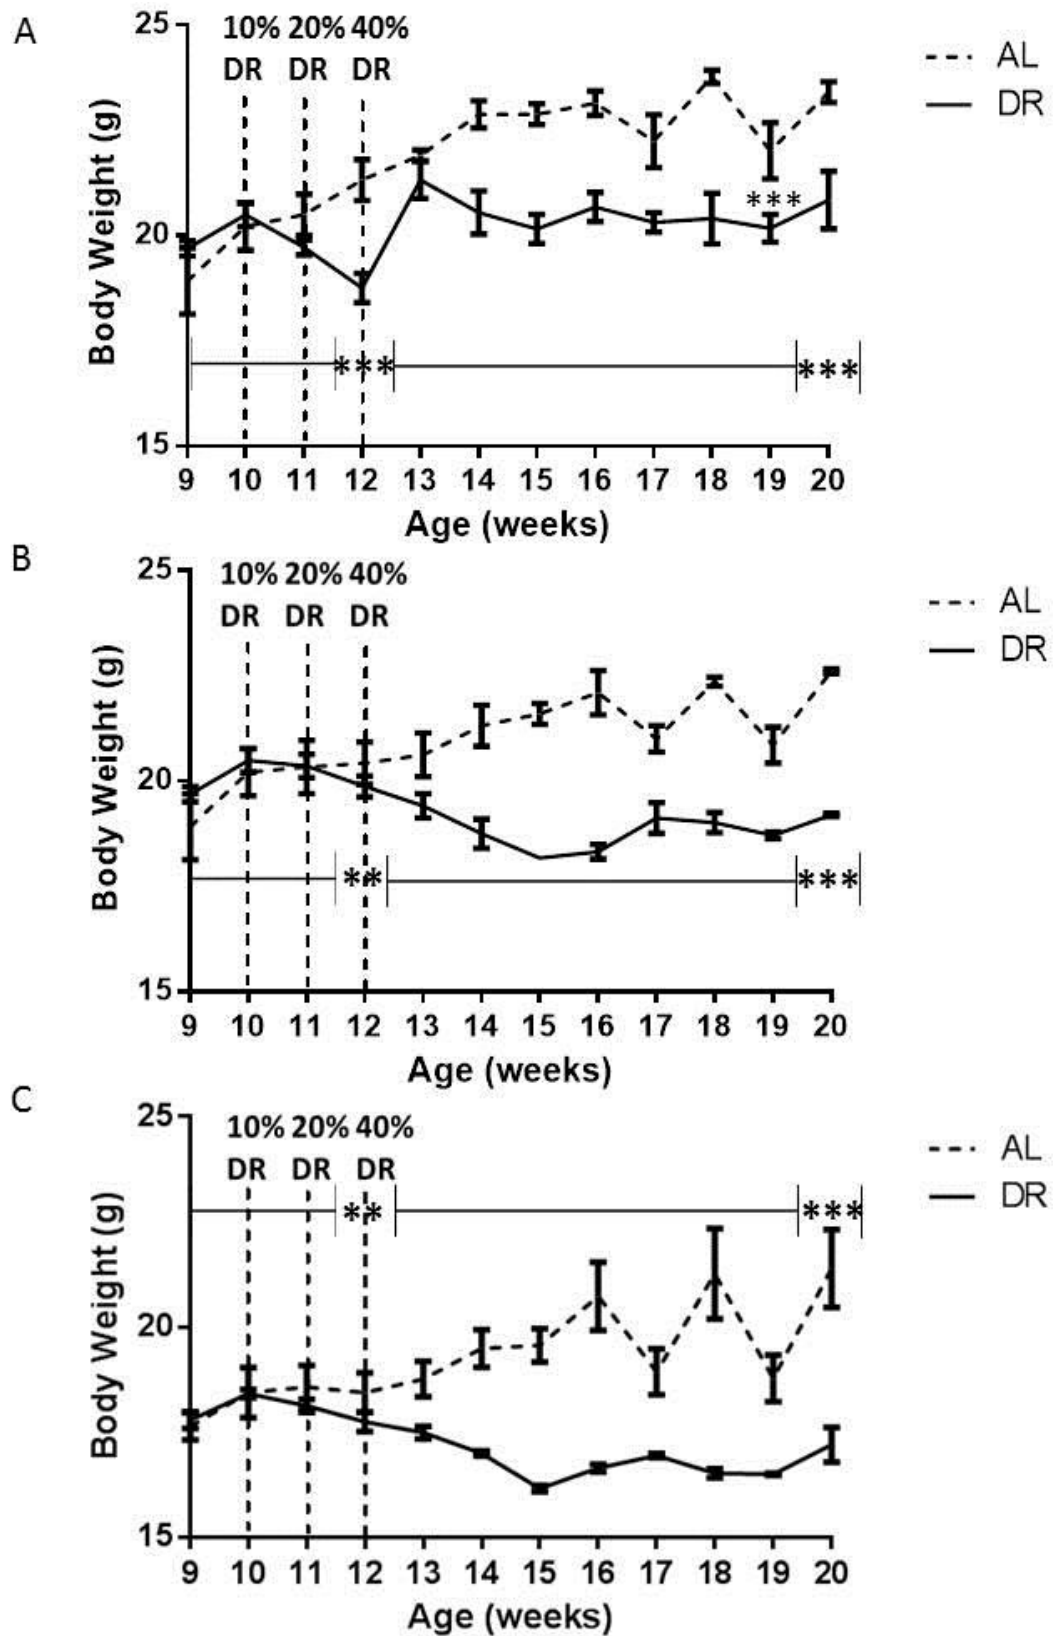 A
25
10% 20% 40%
DR DR DR
AL
DR
Body Weight (g)
20
***
*** ***
15
9 10 11 12 13 14 15 16 17 18 19 20
Age (weeks)
B
25
10% 20% 40%
DR DR DR
AL
DR
Body Weight (g)
20
** ***
15
9 10 11 12 13 14 15 16 17 18 19 20
Age (weeks)
C
25
10% 20% 40%
DR DR DR
AL
DR
** ***
Body Weight (g)
20
15
9 10 11 12 13 14 15 16 17 18 19 20
Age (weeks)